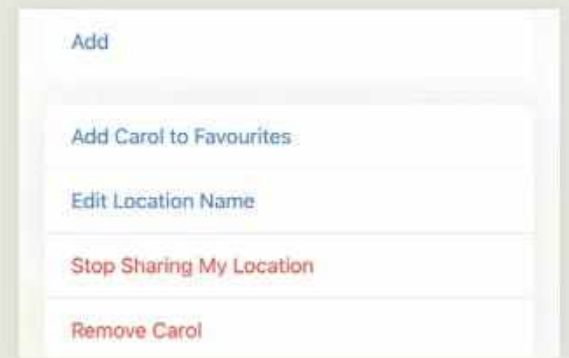 Add
Add Carol to Favourites
Edit Location Name
Stop Sharing My Location
Remove Carol